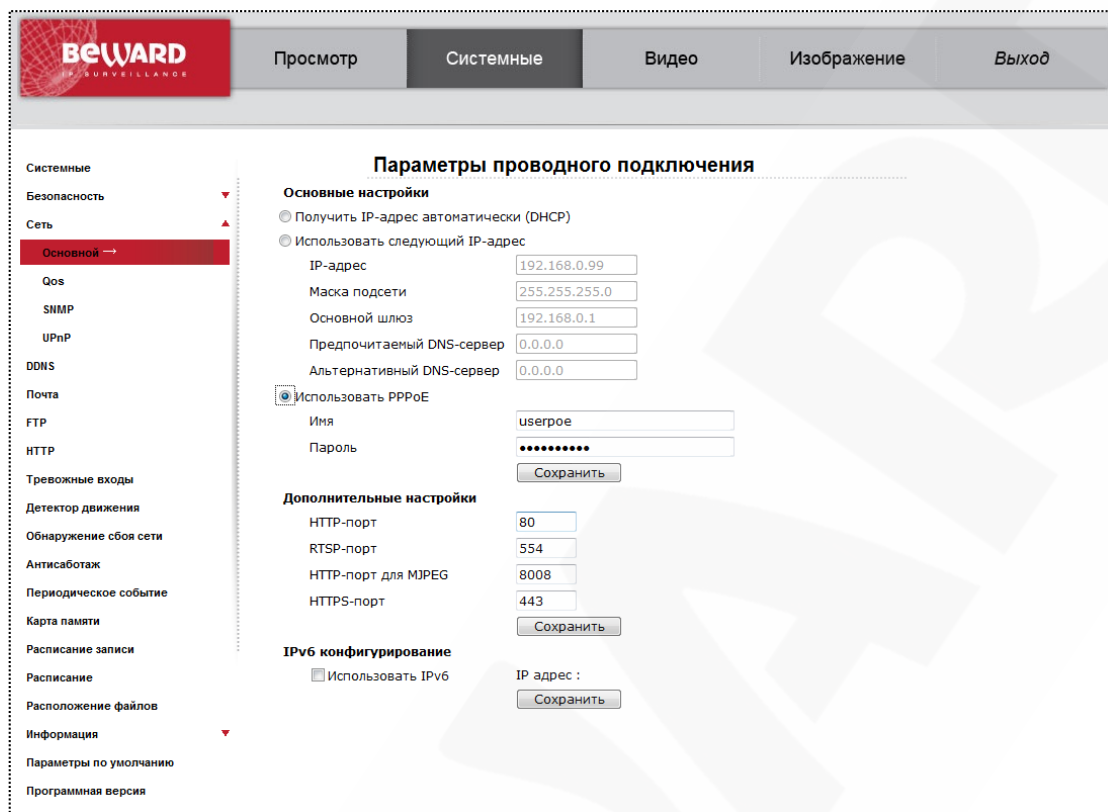 BEWARD
IP SURVEILLANCE
Просмотр
Системные
Видео
Изображение
Выход
Системные
Безопасность
Сеть
Основной →
Qos
SNMP
UPnP
DDNS
Почта
FTP
HTTP
Тревожные входы
Детектор движения
Обнаружение сбоя сети
Антисаботаж
Периодическое событие
Карта памяти
Расписание записи
Расписание
Расположение файлов
Информация
Параметры по умолчанию
Программная версия
Параметры проводного подключения
Основные настройки
Получить IP-адрес автоматически (DHCP)
Использовать следующий IP-адрес
IP-адрес 192.168.0.99
Маска подсети 255.255.255.0
Основной шлюз 192.168.0.1
Предпочитаемый DNS-сервер 0.0.0.0
Альтернативный DNS-сервер 0.0.0.0
Использовать PPPoE
Имя userpoe
Пароль ••••••••••
Сохранить
Дополнительные настройки
HTTP-порт 80
RTSP-порт 554
HTTP-порт для MJPEG 8008
HTTPS-порт 443
Сохранить
IPv6 конфигурирование
Использовать IPv6 IP адрес :
Сохранить